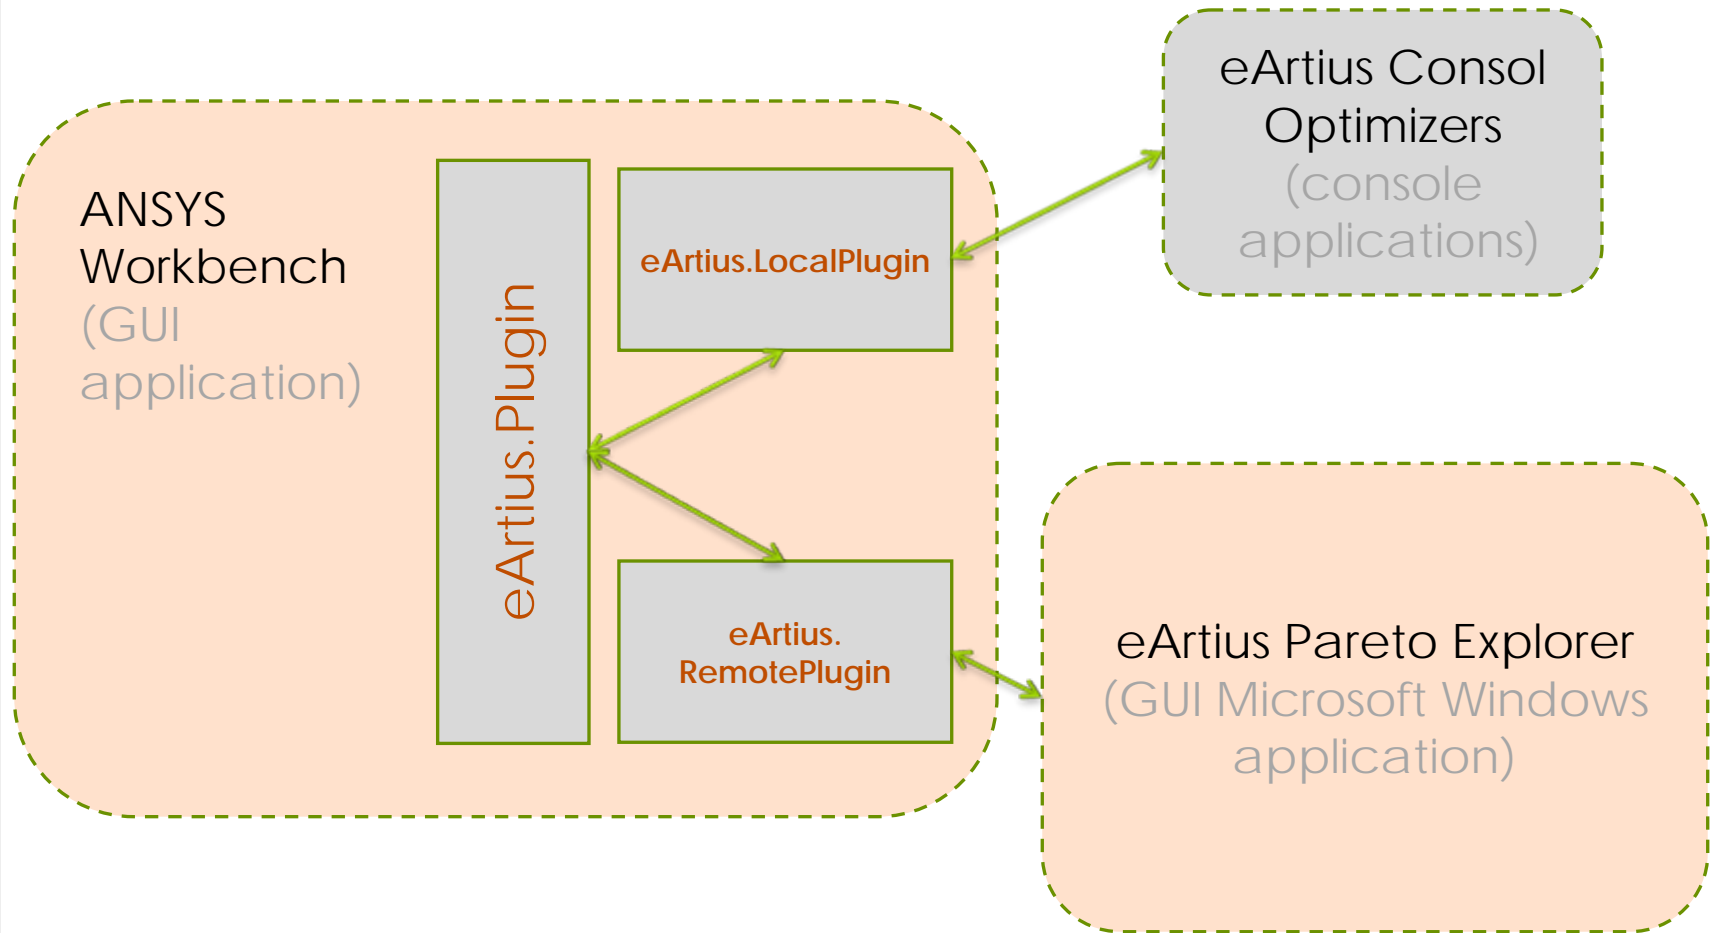 ANSYS
Workbench
(GUI
application)
eArtius.Plugin
eArtius.LocalPlugin
eArtius.
RemotePlugin
eArtius Consol
Optimizers
(console
applications)
eArtius Pareto Explorer
(GUI Microsoft Windows
application)